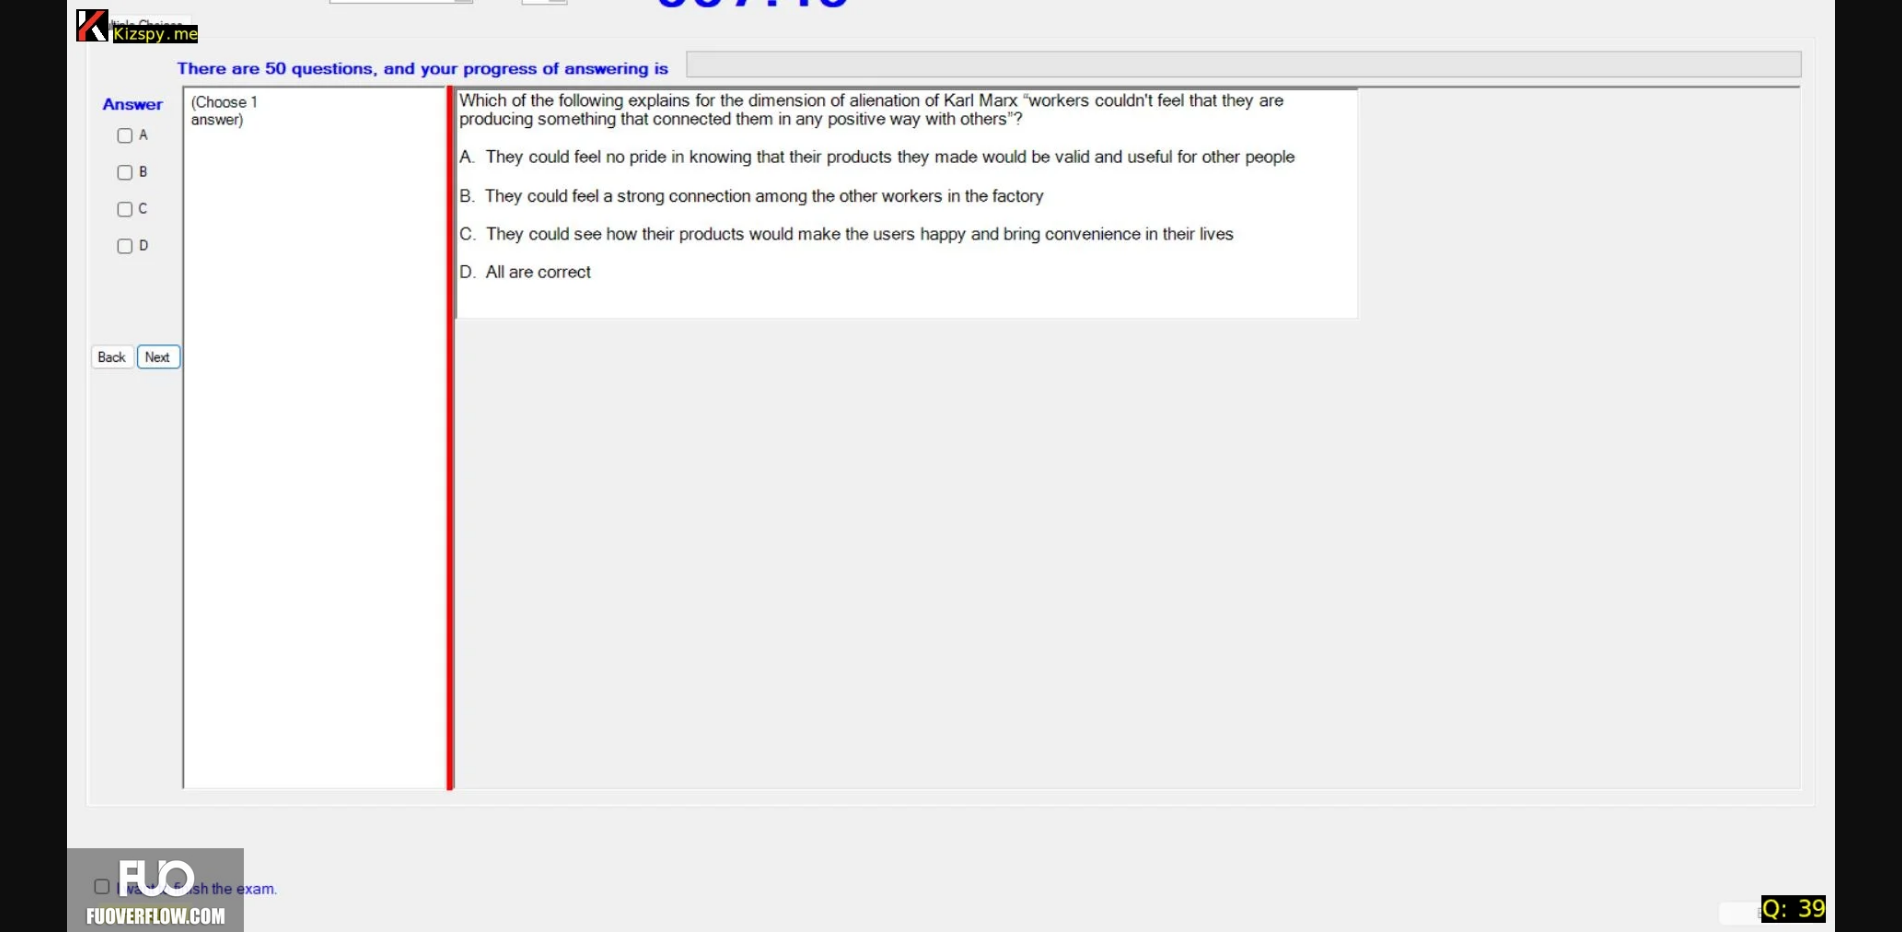 Kizspy.me
There are 50 questions, and your progress of answering is
Answer
(Choose 1
answer)
A
B
C
D
Back
Next
Which of the following explains for the dimension of alienation of Karl Marx “workers couldn't feel that they are
producing something that connected them in any positive way with others”?
A. They could feel no pride in knowing that their products they made would be valid and useful for other people
B. They could feel a strong connection among the other workers in the factory
C. They could see how their products would make the users happy and bring convenience in their lives
D. All are correct
FUO
the exam.
FUOVERFLOW.COM
Q: 39